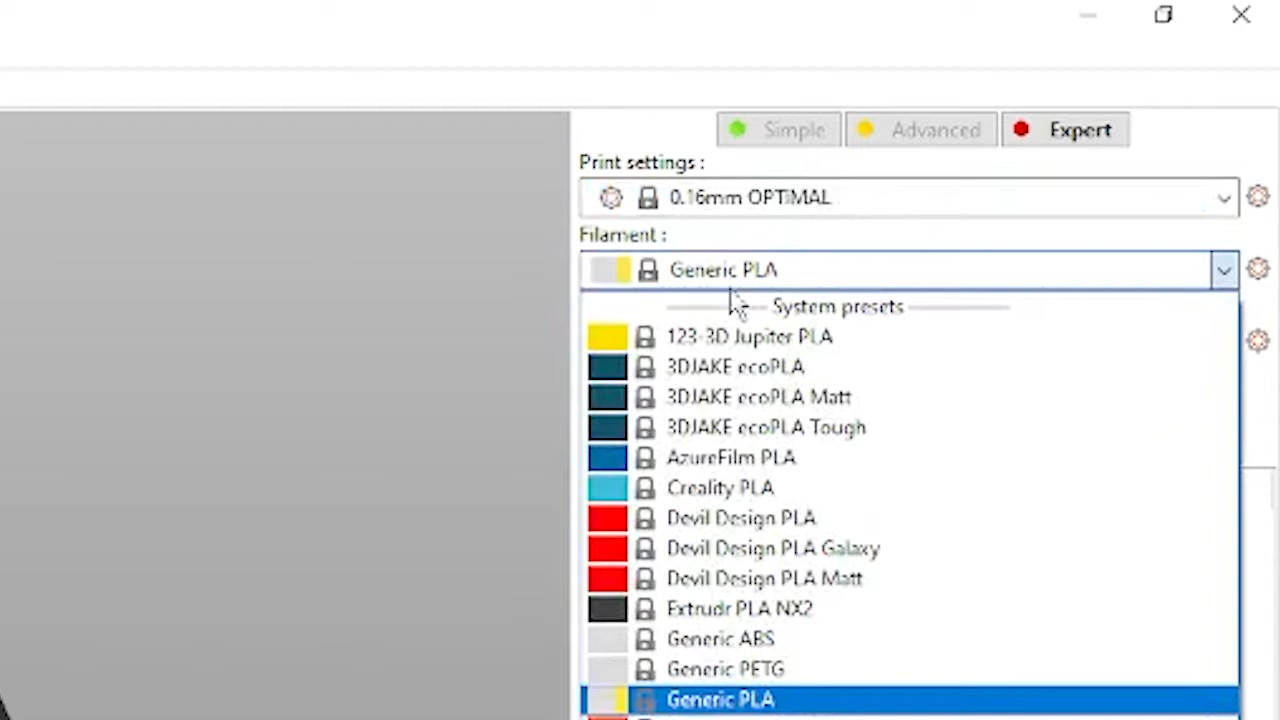 Simple Advanced Expert
Print settings :
0.16mm OPTIMAL
Filament :
Generic PLA
System presets
123-3D Jupiter PLA
3DJAKE ecoPLA
3DJAKE ecoPLA Matt
3DJAKE ecoPLA Tough
AzureFilm PLA
Creality PLA
Devil Design PLA
Devil Design PLA Galaxy
Devil Design PLA Matt
Extrudr PLA NX2
Generic ABS
Generic PETG
Generic PLA